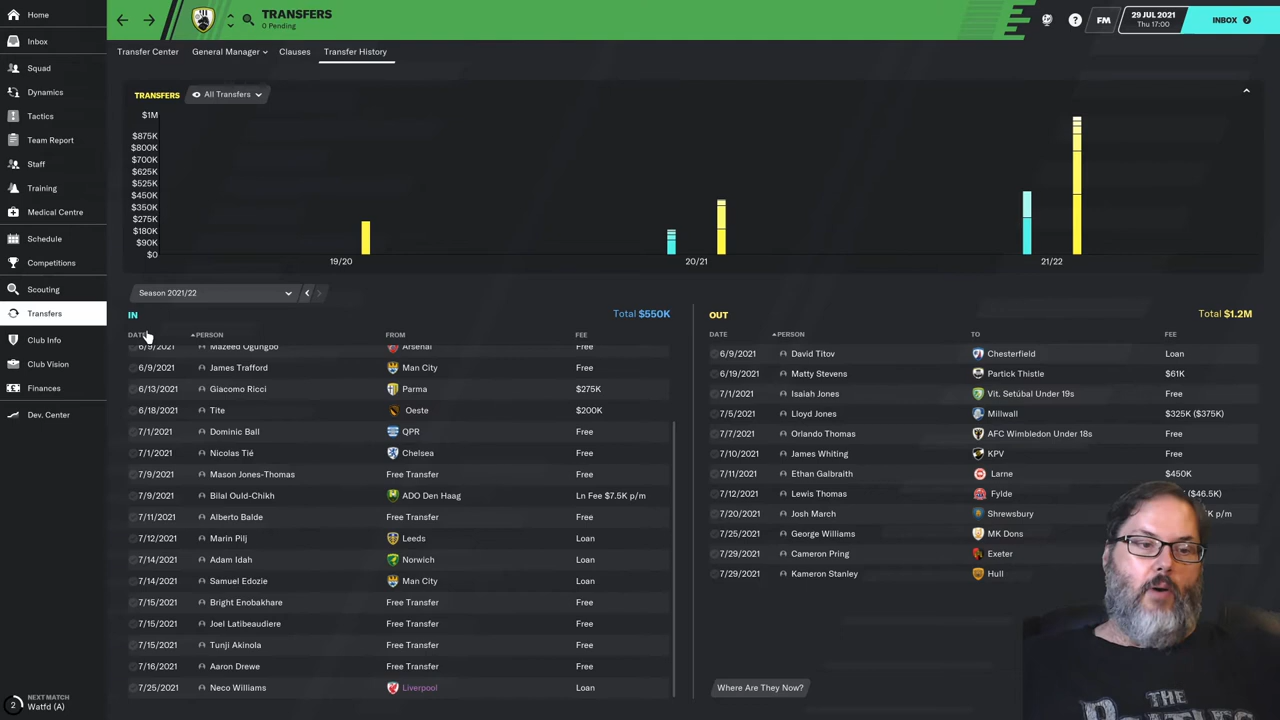 Home
TRANSFERS
0 Pending
FM
29 JUL 2021
Thu 17:00
INBOX
Inbox
Squad
Dynamics
Tactics
Team Report
Staff
Training
Medical Centre
Schedule
Competitions
Scouting
Transfers
Club Info
Club Vision
Finances
Dev. Center
2
NEXT MATCH
Watfd (A)
Transfer Center
General Manager
Clauses
Transfer History
TRANSFERS
All Transfers
$1M
$875K
$800K
$700K
$625K
$525K
$450K
$350K
$275K
$180K
$90K
$0
19/20
20/21
21/22
Season 2021/22
IN
Total $550K
DATE PERSON FROM FEE
6/9/2021 Mazeed Ogungbo Arsenal Free
6/9/2021 James Trafford Man City Free
6/13/2021 Giacomo Ricci Parma $275K
6/18/2021 Tite Oeste $200K
7/1/2021 Dominic Ball QPR Free
7/1/2021 Nicolas Tié Chelsea Free
7/9/2021 Mason Jones-Thomas Free Transfer Free
7/9/2021 Bilal Ould-Chikh ADO Den Haag Ln Fee $7.5K p/m
7/11/2021 Alberto Balde Free Transfer Free
7/12/2021 Marin Pilj Leeds Loan
7/14/2021 Adam Idah Norwich Loan
7/14/2021 Samuel Edozie Man City Loan
7/15/2021 Bright Enobakhare Free Transfer Free
7/15/2021 Joel Latibeaudiere Free Transfer Free
7/15/2021 Tunji Akinola Free Transfer Free
7/16/2021 Aaron Drewe Free Transfer Free
7/25/2021 Neco Williams Liverpool Loan
OUT
Total $1.2M
DATE PERSON TO FEE
6/9/2021 David Titov Chesterfield Loan
6/19/2021 Matty Stevens Partick Thistle $61K
7/1/2021 Isaiah Jones Vit. Setúbal Under 19s Free
7/5/2021 Lloyd Jones Millwall $325K ($375K)
7/7/2021 Orlando Thomas AFC Wimbledon Under 18s Free
7/10/2021 James Whiting KPV Free
7/11/2021 Ethan Galbraith Larne $450K
7/12/2021 Lewis Thomas Fylde ($46.5K)
7/20/2021 Josh March Shrewsbury K p/m
7/25/2021 George Williams MK Dons
7/29/2021 Cameron Pring Exeter
7/29/2021 Kameron Stanley Hull
Where Are They Now?
THE